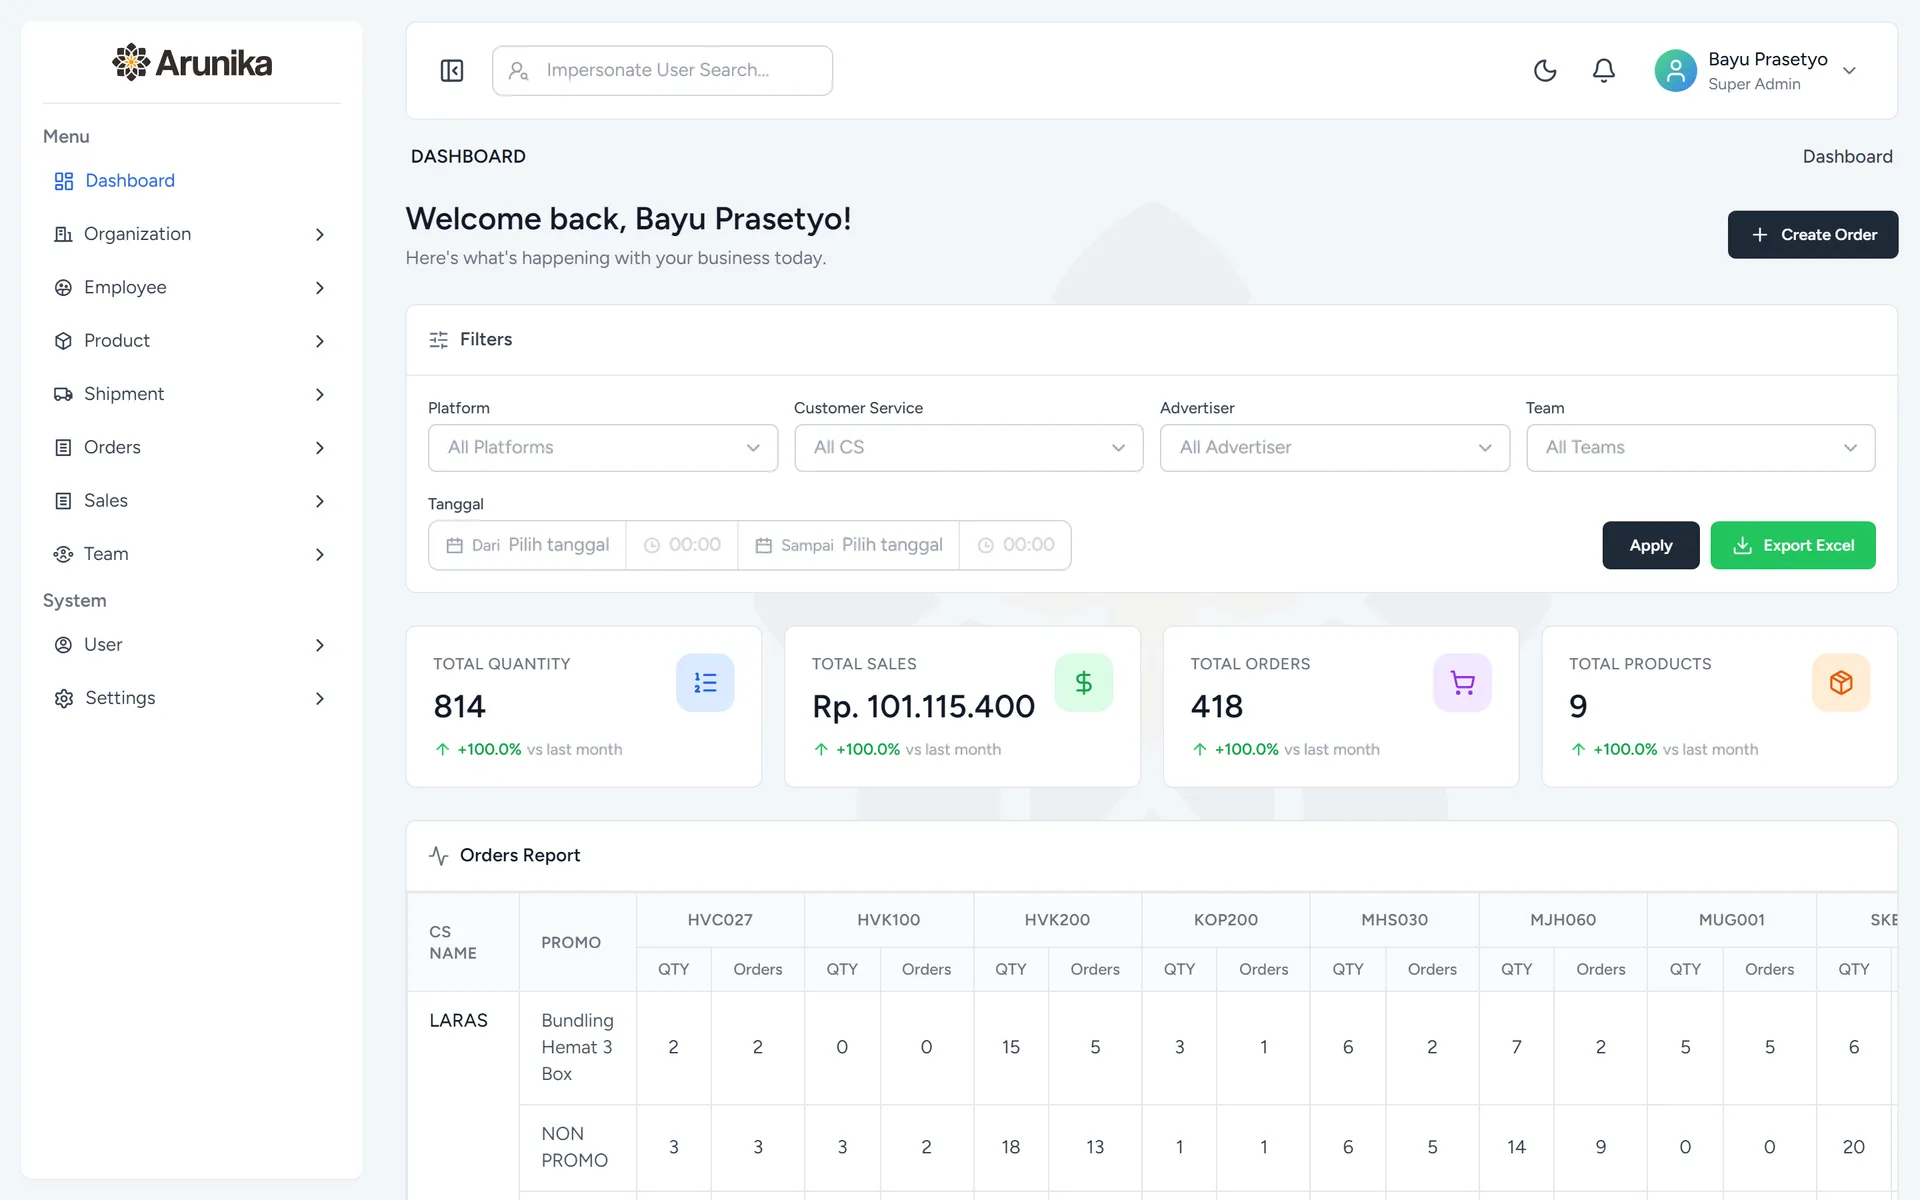 Arunika
Menu
Dashboard
Organization
Employee
Product
Shipment
Orders
Sales
Team
System
User
Settings
Impersonate User Search...
Bayu Prasetyo
Super Admin
DASHBOARD
Dashboard
Welcome back, Bayu Prasetyo!
Here's what's happening with your business today.
Create Order
Filters
Platform
Customer Service
Advertiser
Team
All Platforms
All CS
All Advertiser
All Teams
Tanggal
Dari Pilih tanggal 00:00 Sampai Pilih tanggal 00:00
Apply
Export Excel
TOTAL QUANTITY
814
+100.0% vs last month
TOTAL SALES
Rp. 101.115.400
+100.0% vs last month
TOTAL ORDERS
418
+100.0% vs last month
TOTAL PRODUCTS
9
+100.0% vs last month
Orders Report
CS NAME PROMO HVC027 HVK100 HVK200 KOP200 MHS030 MJH060 MUG001 SKE
QTY Orders QTY Orders QTY Orders QTY Orders QTY Orders QTY Orders QTY Orders QTY
LARAS Bundling Hemat 3 Box 2 2 0 0 15 5 3 1 6 2 7 2 5 5 6
NON PROMO 3 3 3 2 18 13 1 1 6 5 14 9 0 0 20